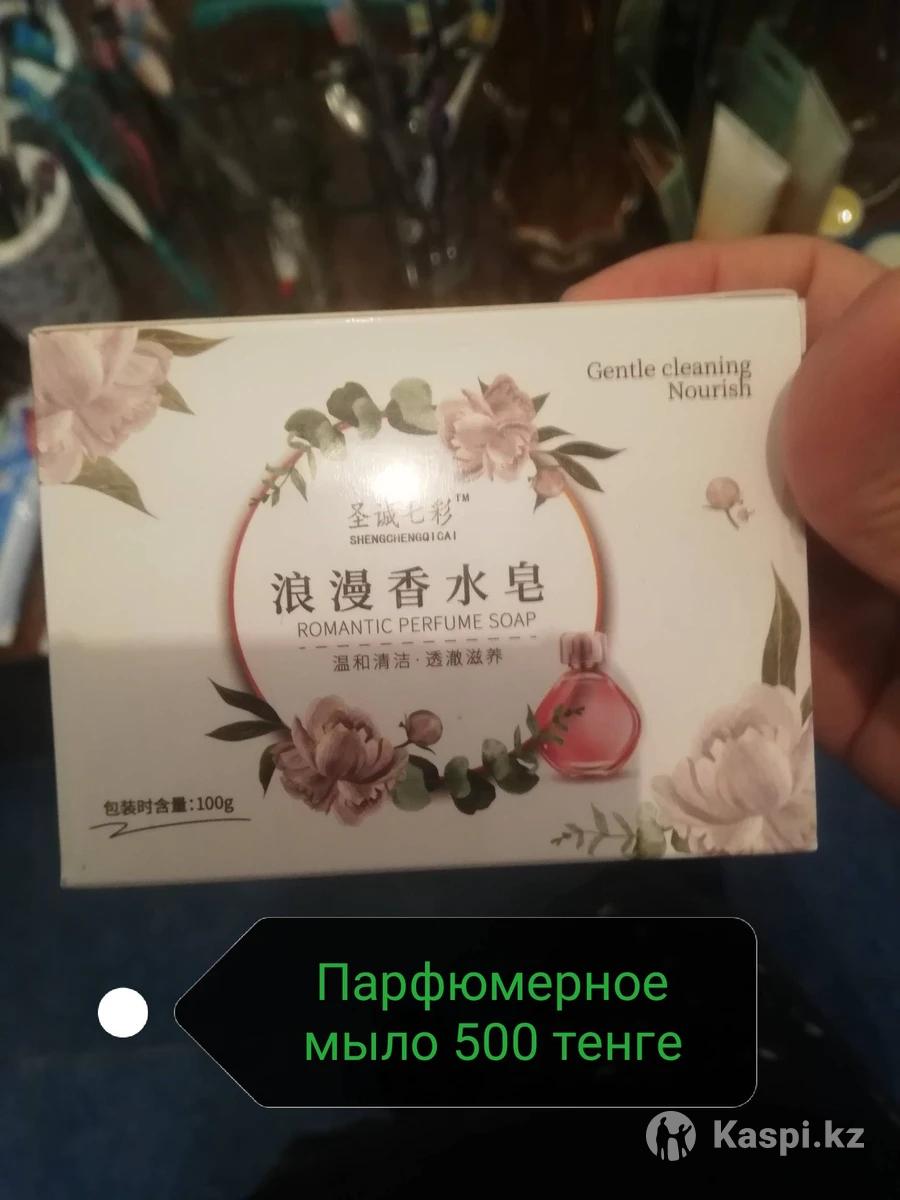 Gentle cleaning
Nourish
圣诚七彩™
SHENGCHENGQICAI
浪漫香水皂
ROMANTIC PERFUME SOAP
温和清洁·透澈滋养
包装时含量:100g
Парфюмерное
мыло 500 тенге
Kaspi.kz